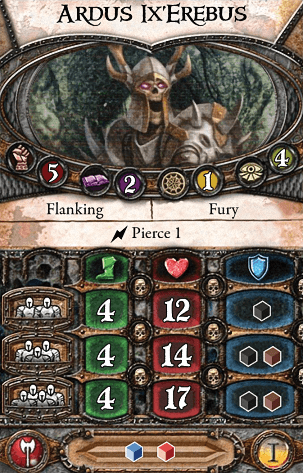 Ardus Ix'Erebus
5 2 1 4
Flanking Fury
Pierce 1
4 12
4 14
4 17
I